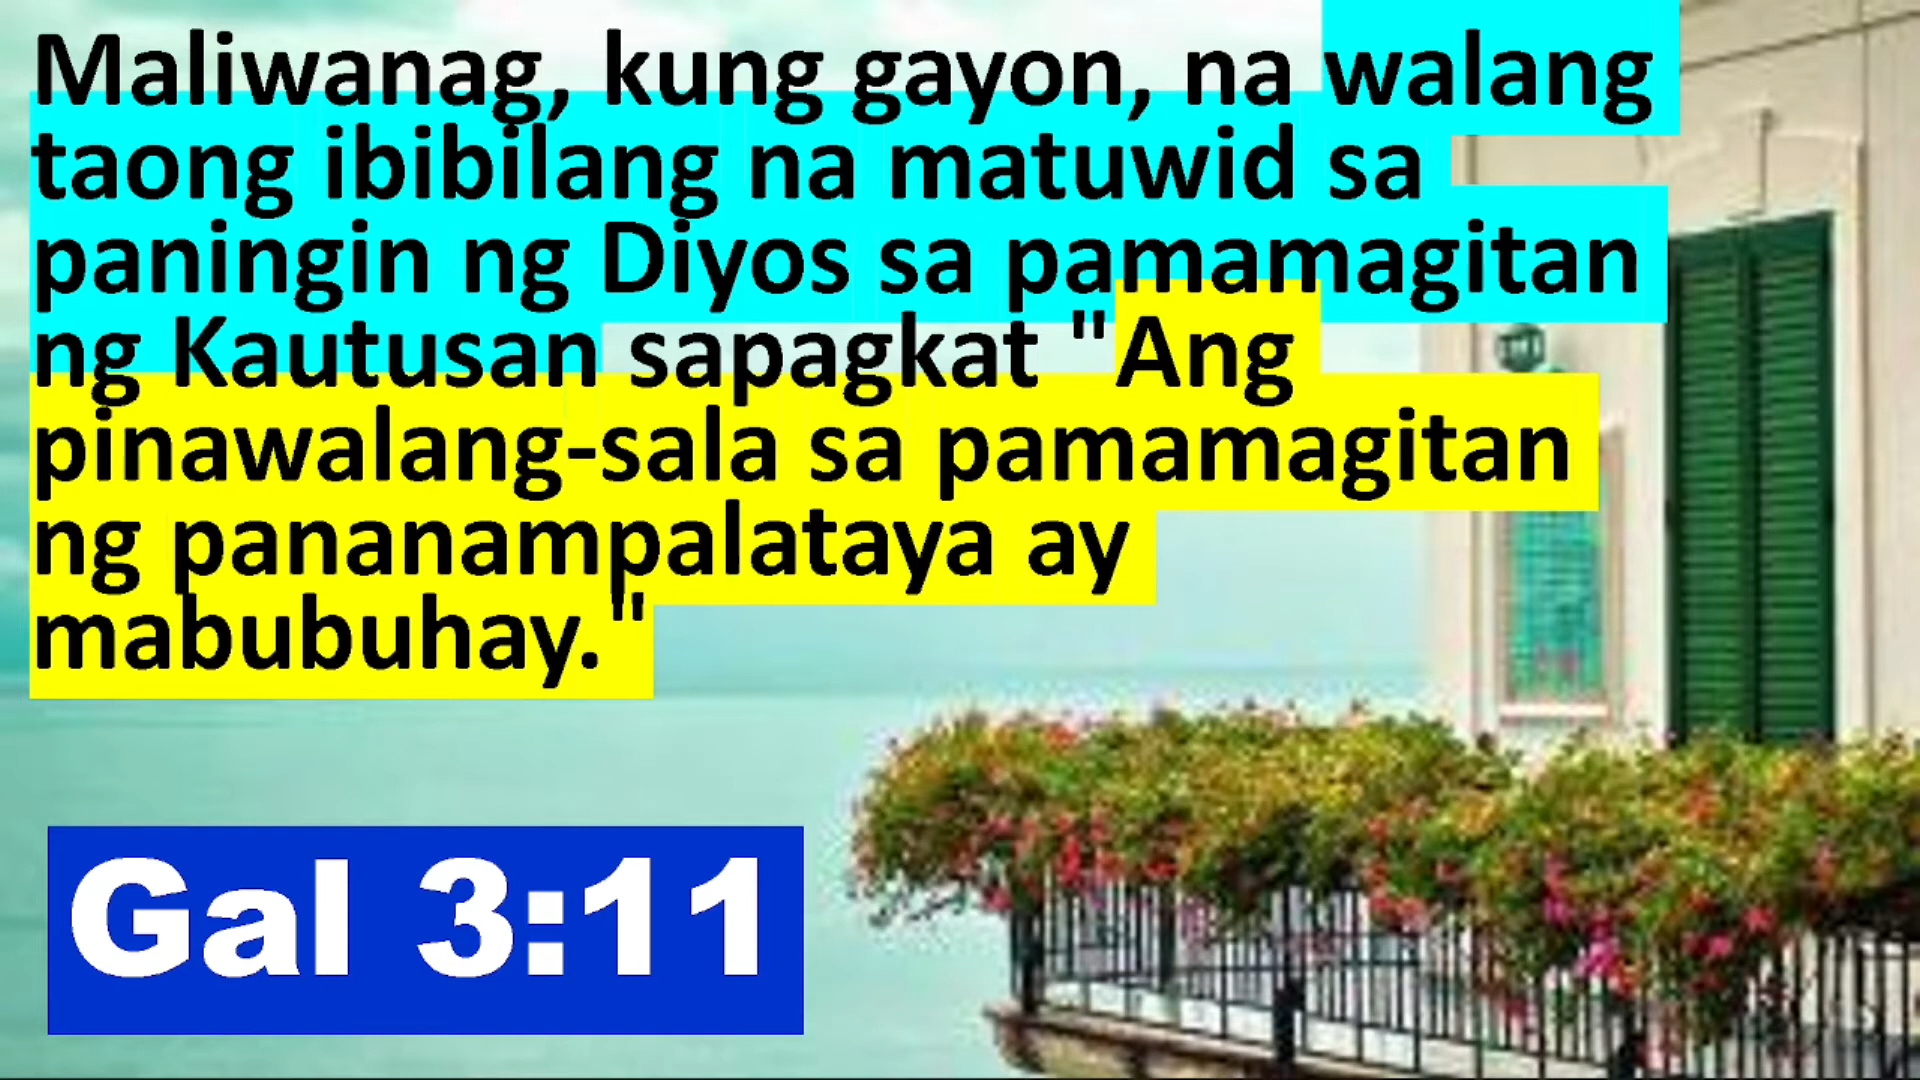 Maliwanag, kung gayon, na walang
taong ibibilang na matuwid sa
paningin ng Diyos sa pamamagitan
ng Kautusan sapagkat "Ang
pinawalang-sala sa pamamagitan
ng pananampalataya ay
mabubuhay."
Gal 3:11